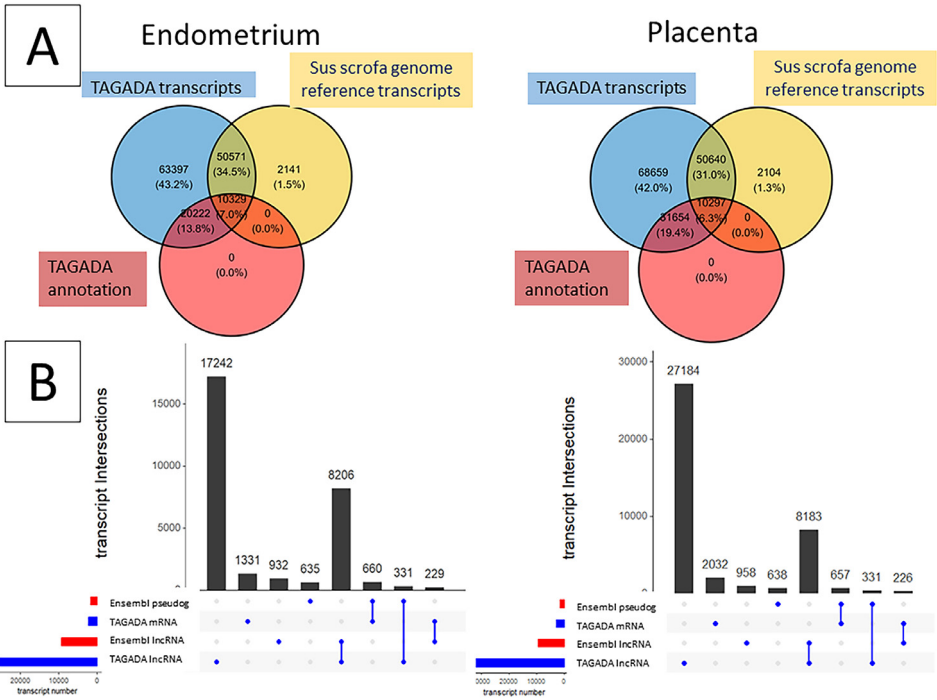 A
Endometrium
Placenta
TAGADA transcripts
Sus scrofa genome
reference transcripts
63397
(43.2%)
50571
(34.5%)
2141
(1.5%)
10329
(7.0%)
20222
(13.8%)
0
(0.0%)
0
(0.0%)
TAGADA
annotation
TAGADA transcripts
Sus scrofa genome
reference transcripts
68659
(42.0%)
50640
(31.0%)
2104
(1.3%)
10297
(6.3%)
31654
(19.4%)
0
(0.0%)
0
(0.0%)
TAGADA
annotation
B
transcript Intersections
15000
10000
5000
17242
1331
932
635
8206
660
331
229
Ensembl pseudog
TAGADA mRNA
Ensembl lncRNA
TAGADA lncRNA
20000 10000 0
transcript number
transcript Intersections
30000
20000
10000
27184
2032
958
638
8183
657
331
226
Ensembl pseudog
TAGADA mRNA
Ensembl lncRNA
TAGADA lncRNA
20000 10000 0
transcript number